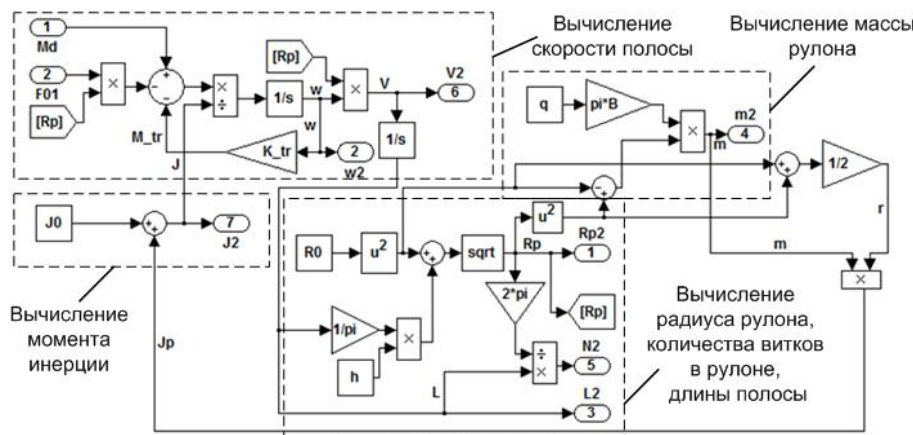 Вычисление
скорости полосы
Вычисление массы
рулона
1
Md
2
F01
[Rp]
×
+
−
−
M_tr
J
×
÷
1/s
w
w
[Rp]
×
V
V2
6
1/s
K_tr
2
w2
q
pi*B
×
m2
4
m
+
+
1/2
r
J0
+
+
7
J2
−
+
R0
u²
+
+
sqrt
u²
Rp
Rp2
1
m
×
2*pi
[Rp]
1/pi
×
h
÷
×
N2
5
L
L2
3
Jp
Вычисление
момента
инерции
Вычисление
радиуса рулона,
количества витков
в рулоне,
длины полосы